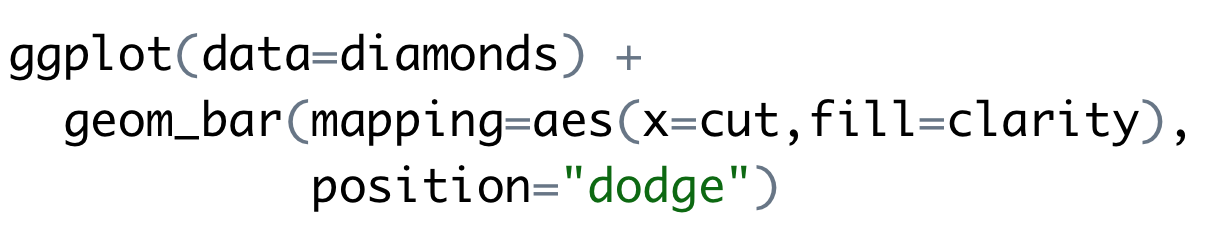 ggplot(data=diamonds) +
  geom_bar(mapping=aes(x=cut,fill=clarity),
           position="dodge")